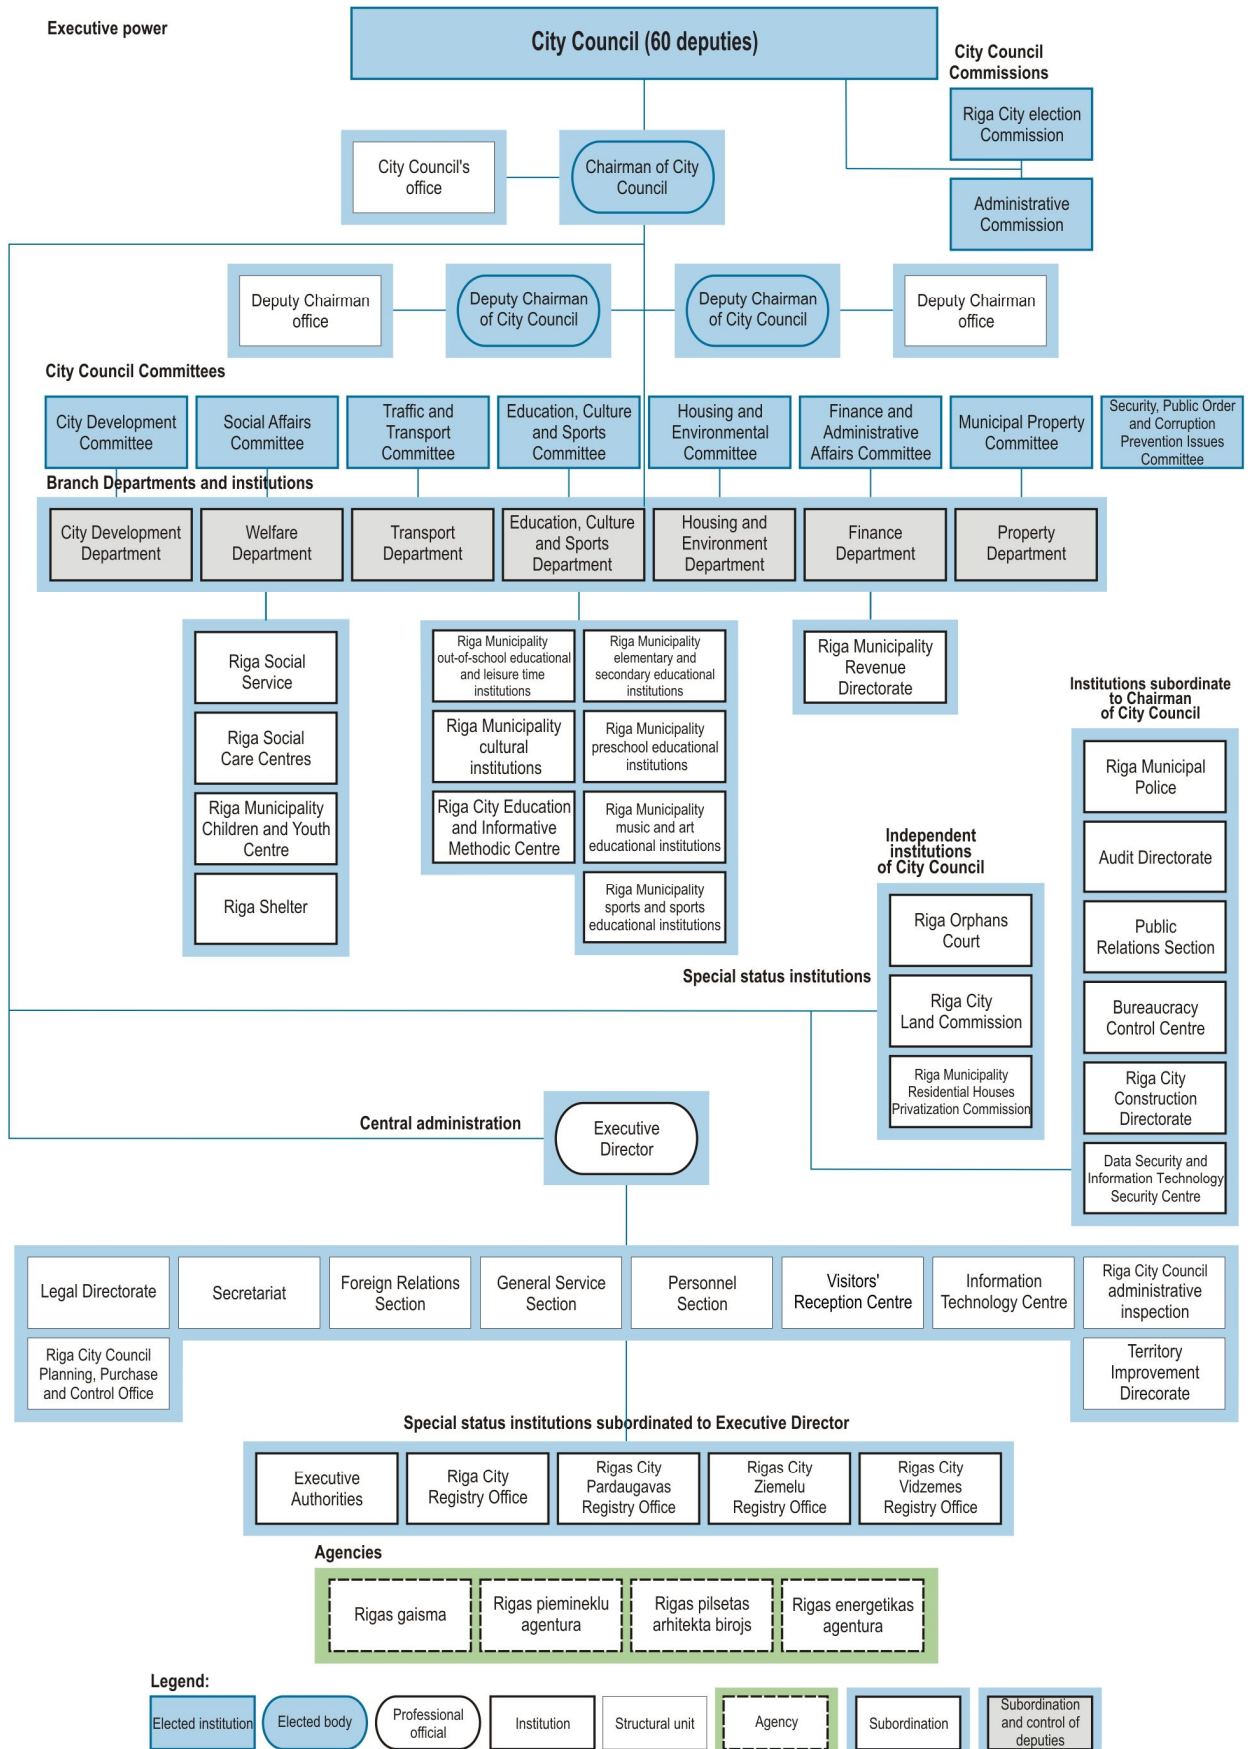 Executive power
City Council (60 deputies)
City Council
Commissions
Riga City election
Commission
Administrative
Commission
City Council's
office
Chairman of City
Council
Deputy Chairman
office
Deputy Chairman
of City Council
Deputy Chairman
of City Council
Deputy Chairman
office
City Council Committees
City Development
Committee
Social Affairs
Committee
Traffic and
Transport
Committee
Education, Culture
and Sports
Committee
Housing and
Environmental
Committee
Finance and
Administrative
Affairs Committee
Municipal Property
Committee
Security, Public Order
and Corruption
Prevention Issues
Committee
Branch Departments and institutions
City Development
Department
Welfare
Department
Transport
Department
Education, Culture
and Sports
Department
Housing and
Environment
Department
Finance
Department
Property
Department
Riga Social
Service
Riga Social
Care Centres
Riga Municipality
Children and Youth
Centre
Riga Shelter
Riga Municipality
out-of-school educational
and leisure time
institutions
Riga Municipality
cultural
institutions
Riga City Education
and Informative
Methodic Centre
Riga Municipality
elementary and
secondary educational
institutions
Riga Municipality
preschool educational
institutions
Riga Municipality
music and art
educational institutions
Riga Municipality
sports and sports
educational institutions
Riga Municipality
Revenue
Directorate
Institutions subordinate
to Chairman
of City Council
Riga Municipal
Police
Audit Directorate
Public
Relations Section
Bureaucracy
Control Centre
Riga City
Construction
Directorate
Data Security and
Information Technology
Security Centre
Independent
institutions
of City Council
Riga Orphans
Court
Riga City
Land Commission
Riga Municipality
Residential Houses
Privatization Commission
Special status institutions
Central administration
Executive
Director
Legal Directorate
Secretariat
Foreign Relations
Section
General Service
Section
Personnel
Section
Visitors'
Reception Centre
Information
Technology Centre
Riga City Council
administrative
inspection
Riga City Council
Planning, Purchase
and Control Office
Territory
Improvement
Direcorate
Special status institutions subordinated to Executive Director
Executive
Authorities
Riga City
Registry Office
Rigas City
Pardaugavas
Registry Office
Rigas City
Ziemelu
Registry Office
Rigas City
Vidzemes
Registry Office
Agencies
Rigas gaisma
Rigas piemineklu
agentura
Rigas pilsetas
arhitekta birojs
Rigas energetikas
agentura
Legend:
Elected institution
Elected body
Professional
official
Institution
Structural unit
Agency
Subordination
Subordination
and control of
deputies